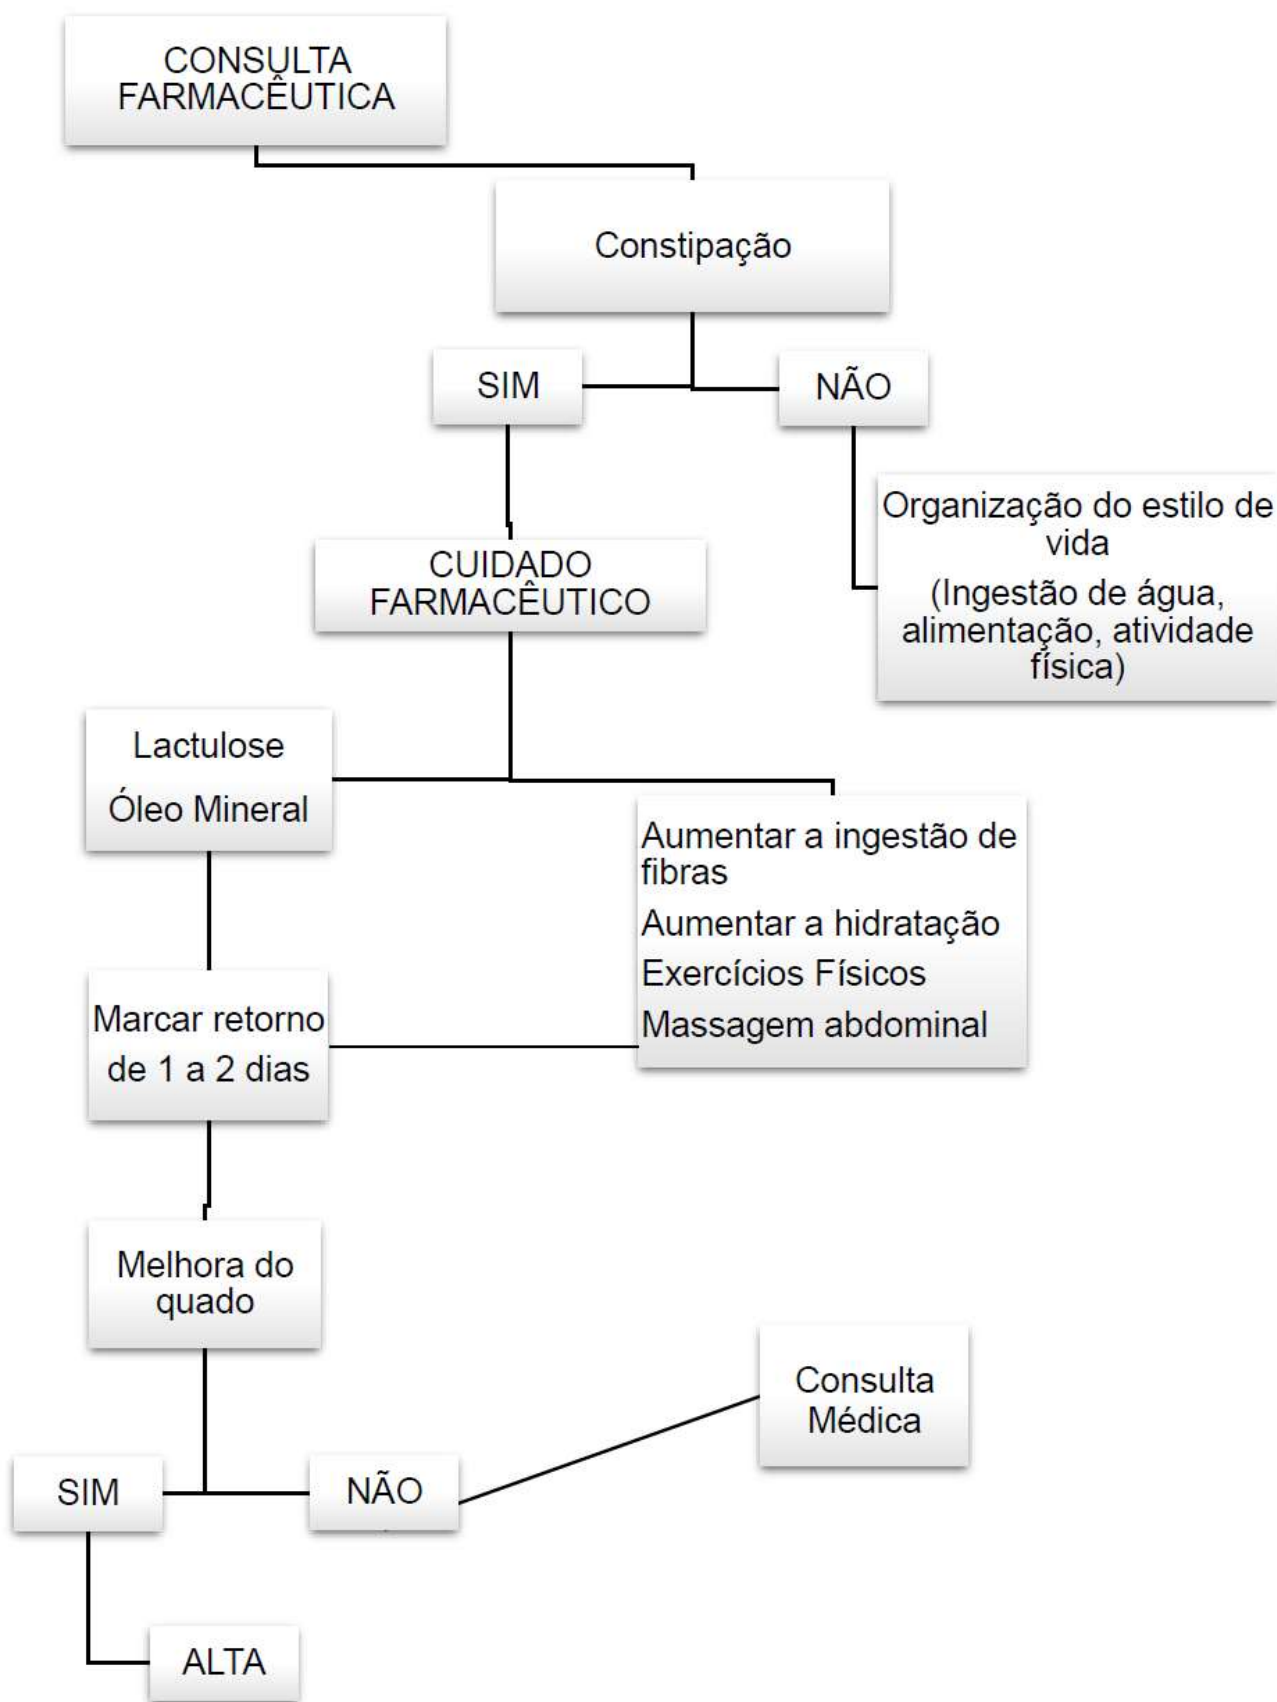 CONSULTA
FARMACÊUTICA
Constipação
SIM
NÃO
Organização do estilo de
vida
(Ingestão de água,
alimentação, atividade
física)
CUIDADO
FARMACÊUTICO
Lactulose
Óleo Mineral
Aumentar a ingestão de
fibras
Aumentar a hidratação
Exercícios Físicos
Massagem abdominal
Marcar retorno
de 1 a 2 dias
Melhora do
quado
Consulta
Médica
SIM
NÃO
ALTA